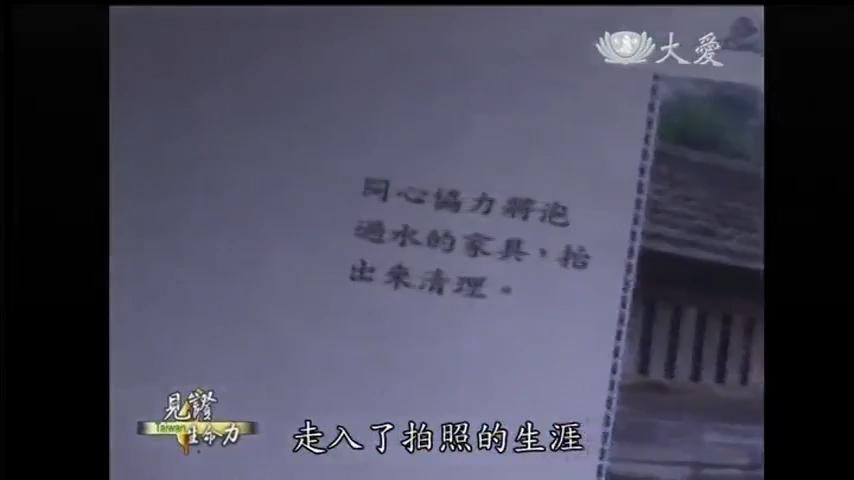 大愛
同心協力將泡
過水的家具，抬
出來清理。
見證
Taiwan
生命力
走入了拍照的生涯